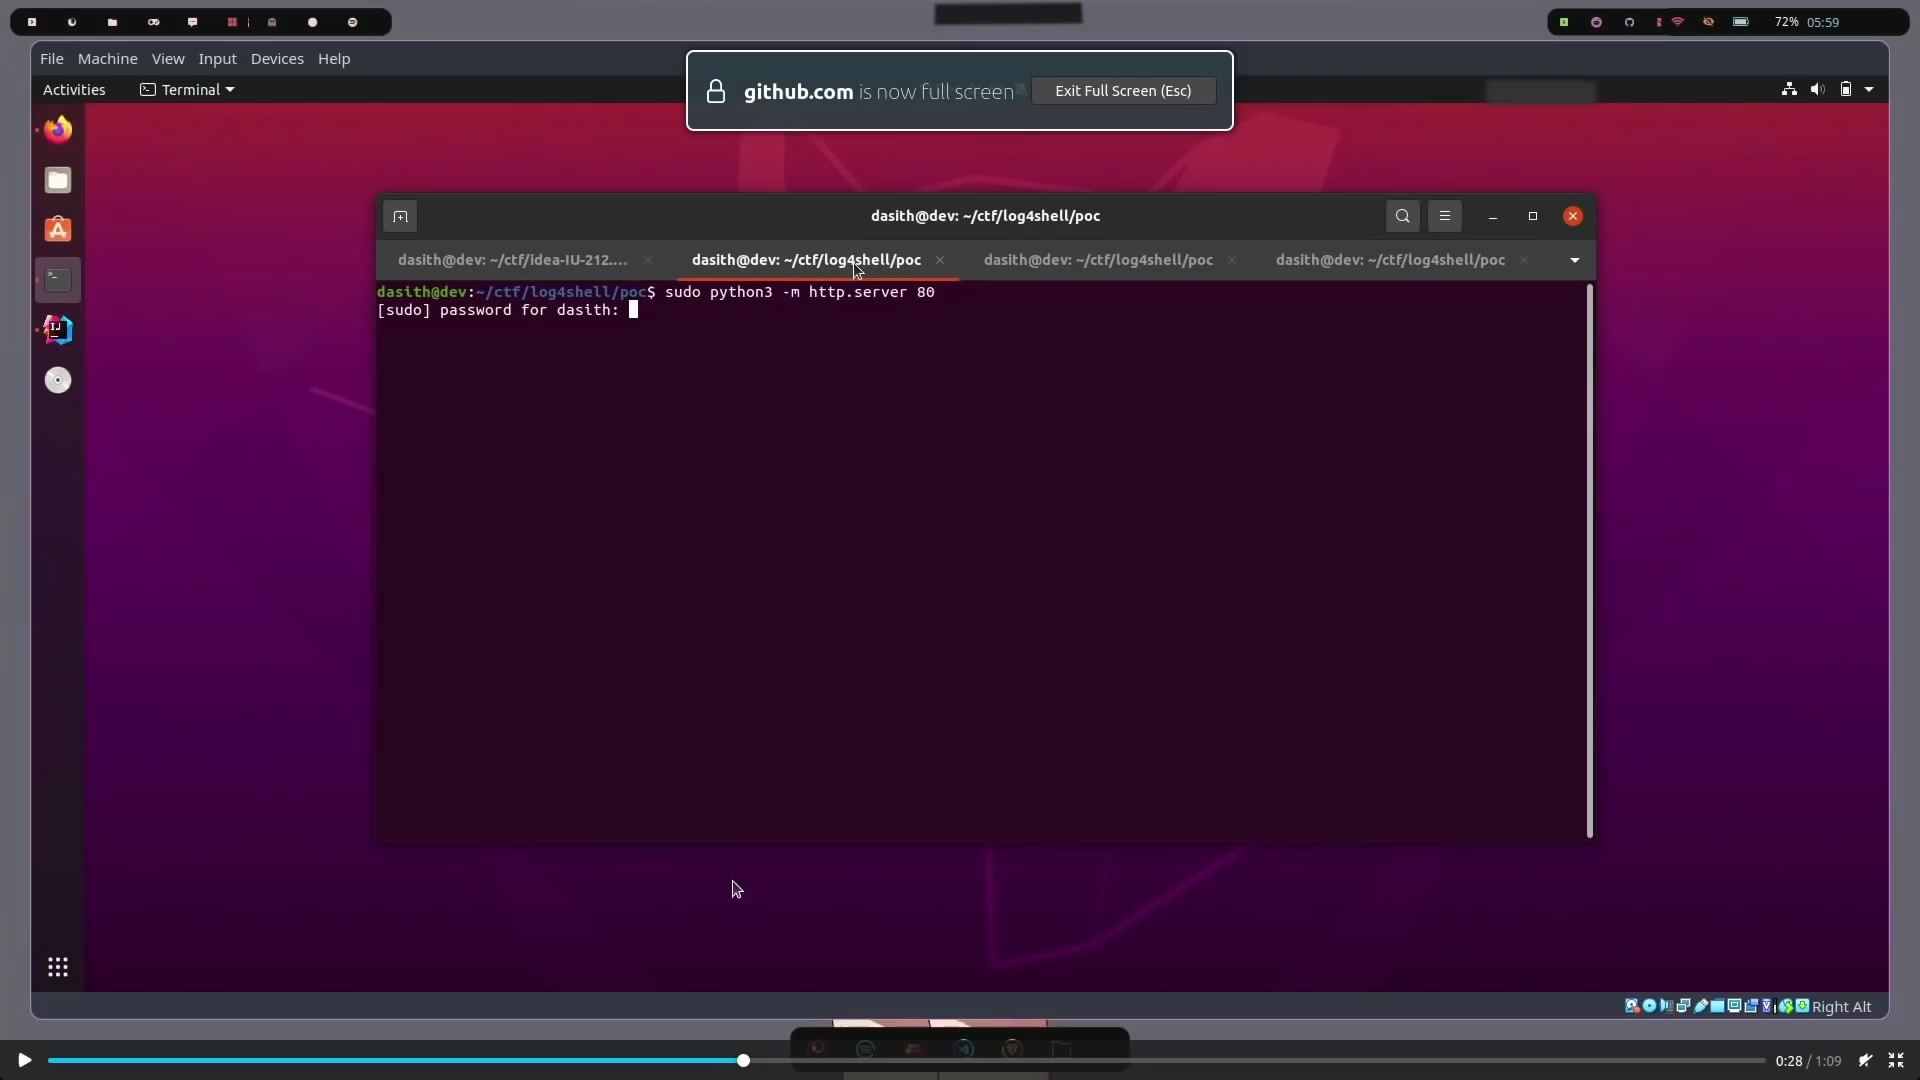 72% 05:59
File Machine View Input Devices Help
github.com is now full screen Exit Full Screen (Esc)
Activities Terminal
dasith@dev: ~/ctf/log4shell/poc
dasith@dev: ~/ctf/idea-IU-212.... dasith@dev: ~/ctf/log4shell/poc dasith@dev: ~/ctf/log4shell/poc dasith@dev: ~/ctf/log4shell/poc
dasith@dev:~/ctf/log4shell/poc$ sudo python3 -m http.server 80
[sudo] password for dasith:
Right Alt
0:28 / 1:09